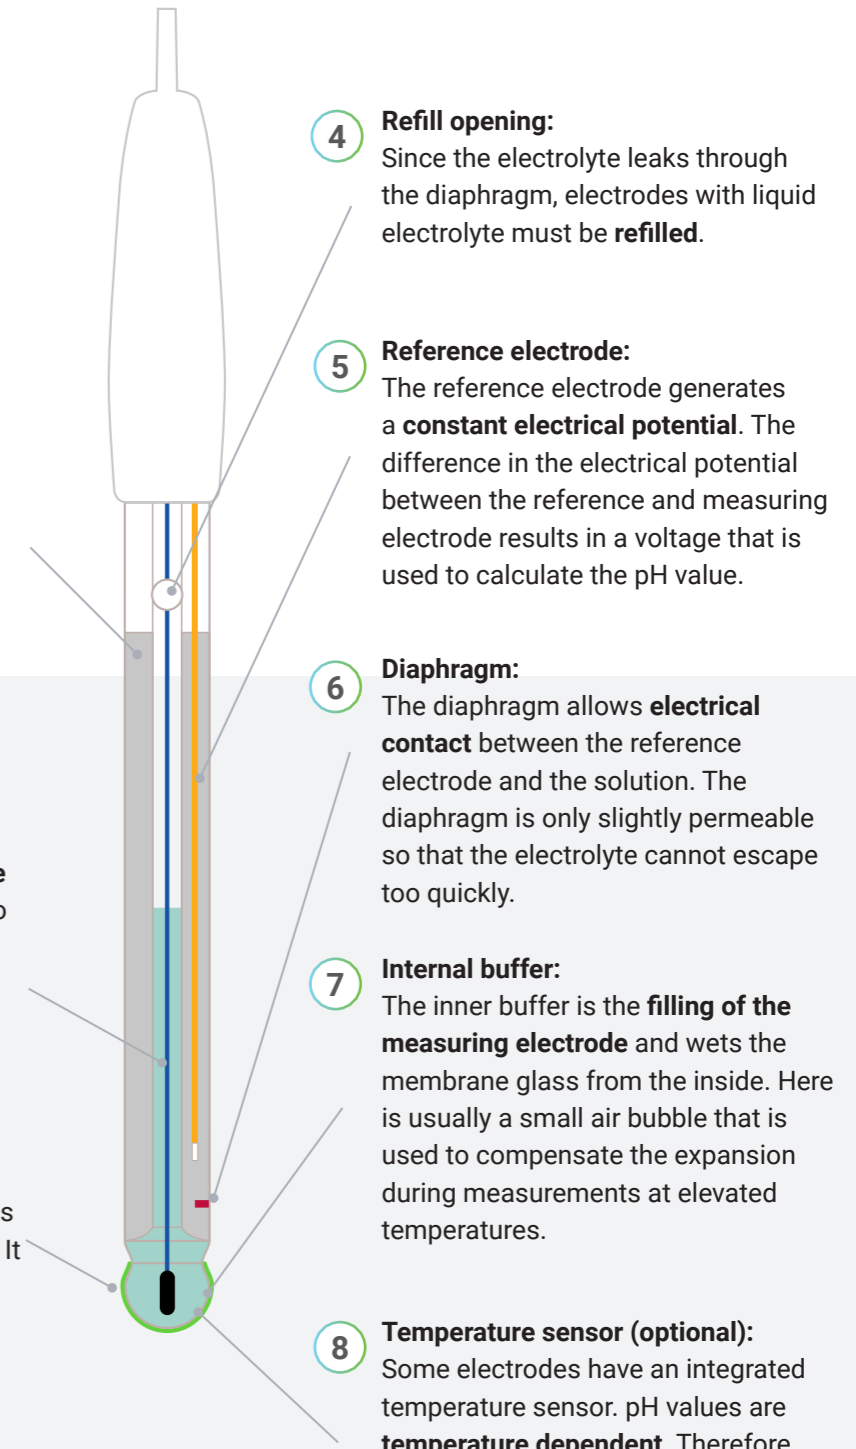 4
Refill opening:
Since the electrolyte leaks through
the diaphragm, electrodes with liquid
electrolyte must be refilled.
5
Reference electrode:
The reference electrode generates
a constant electrical potential. The
difference in the electrical potential
between the reference and measuring
electrode results in a voltage that is
used to calculate the pH value.
6
Diaphragm:
The diaphragm allows electrical
contact between the reference
electrode and the solution. The
diaphragm is only slightly permeable
so that the electrolyte cannot escape
too quickly.
7
Internal buffer:
The inner buffer is the filling of the
measuring electrode and wets the
membrane glass from the inside. Here
is usually a small air bubble that is
used to compensate the expansion
during measurements at elevated
temperatures.
It
8
Temperature sensor (optional):
Some electrodes have an integrated
temperature sensor. pH values are
temperature dependent. Therefore